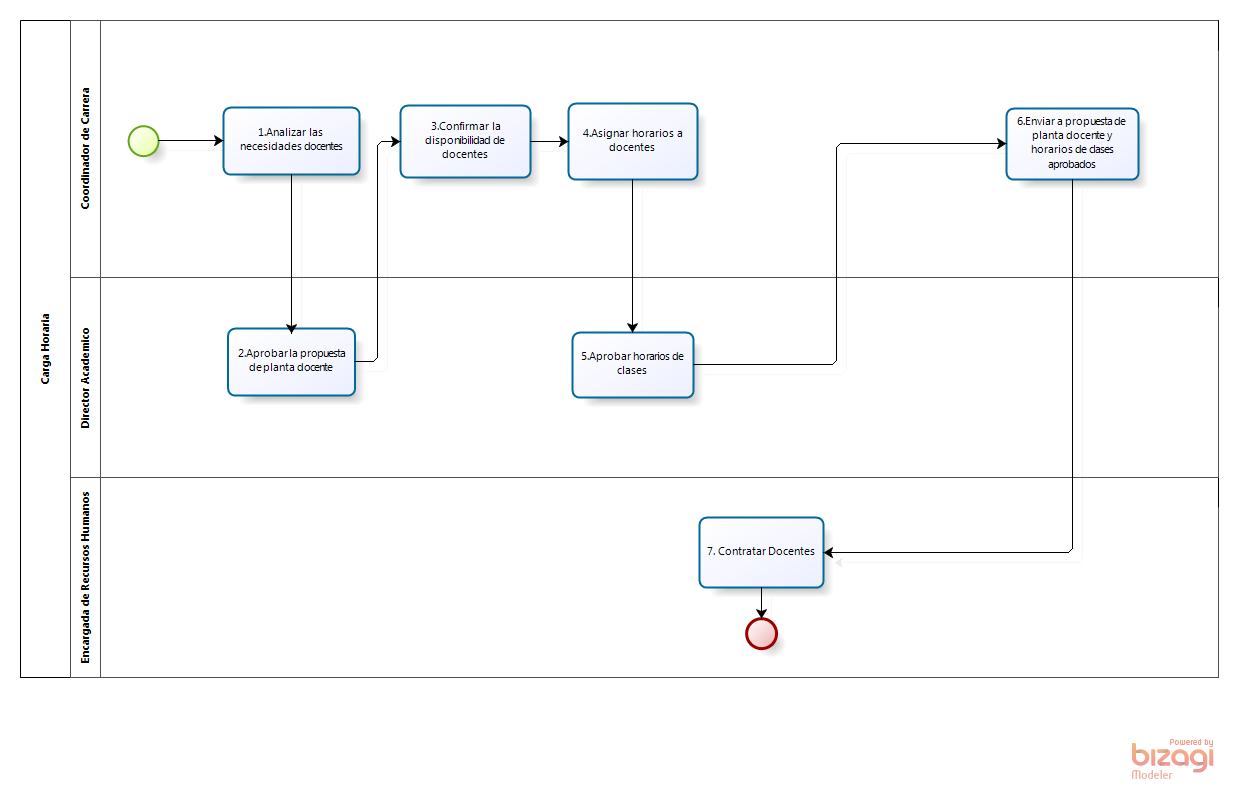 Carga Horaria
Coordinador de Carrera
1.Analizar las
necesidades docentes
3.Confirmar la
disponibilidad de
docentes
4.Asignar horarios a
docentes
6.Enviar a propuesta de
planta docente y
horarios de clases
aprobados
Director Academico
2.Aprobar la propuesta
de planta docente
5.Aprobar horarios de
clases
Encargada de Recursos Humanos
7. Contratar Docentes
Powered by
bizagi
Modeler